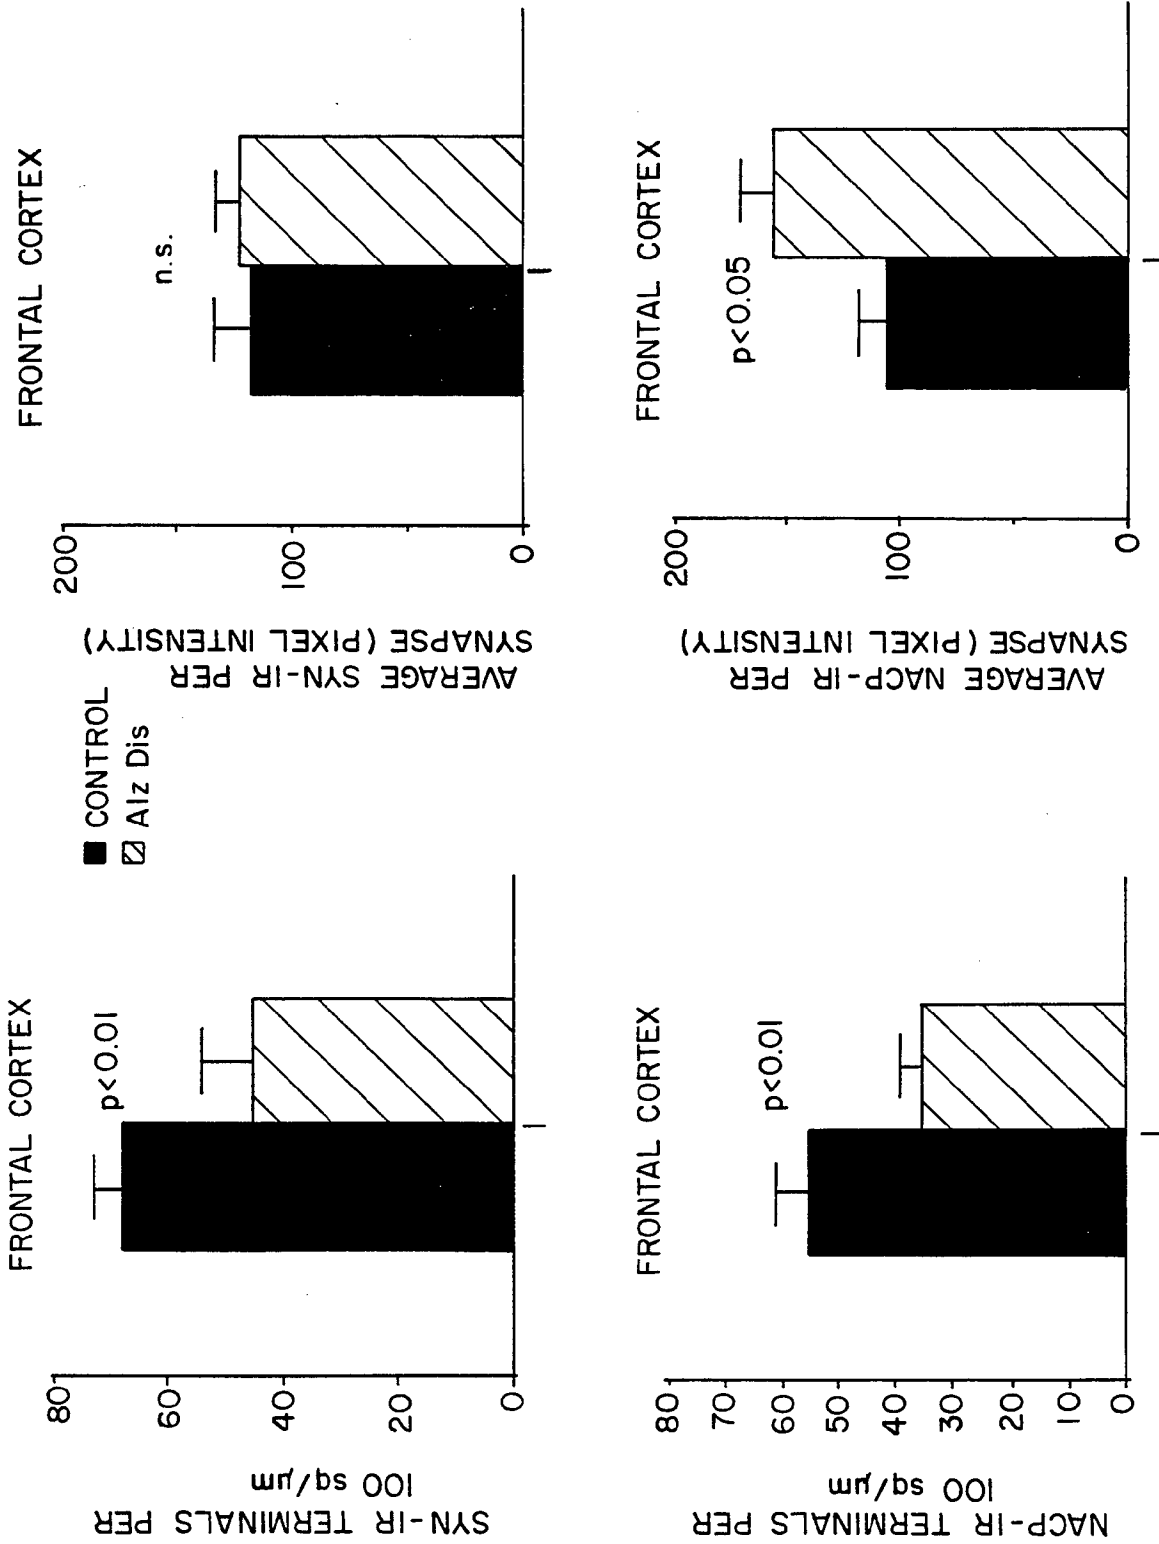 FRONTAL CORTEX
SYN-IR TERMINALS PER
100 sq/µm
80
60
40
20
0
p<0.01
■ CONTROL
▨ Alz Dis
FRONTAL CORTEX
AVERAGE SYN-IR PER
SYNAPSE (PIXEL INTENSITY)
200
100
0
n.s.
FRONTAL CORTEX
NACP-IR TERMINALS PER
100 sq/µm
80
70
60
50
40
30
20
10
0
p<0.01
FRONTAL CORTEX
AVERAGE NACP-IR PER
SYNAPSE (PIXEL INTENSITY)
200
100
0
p<0.05